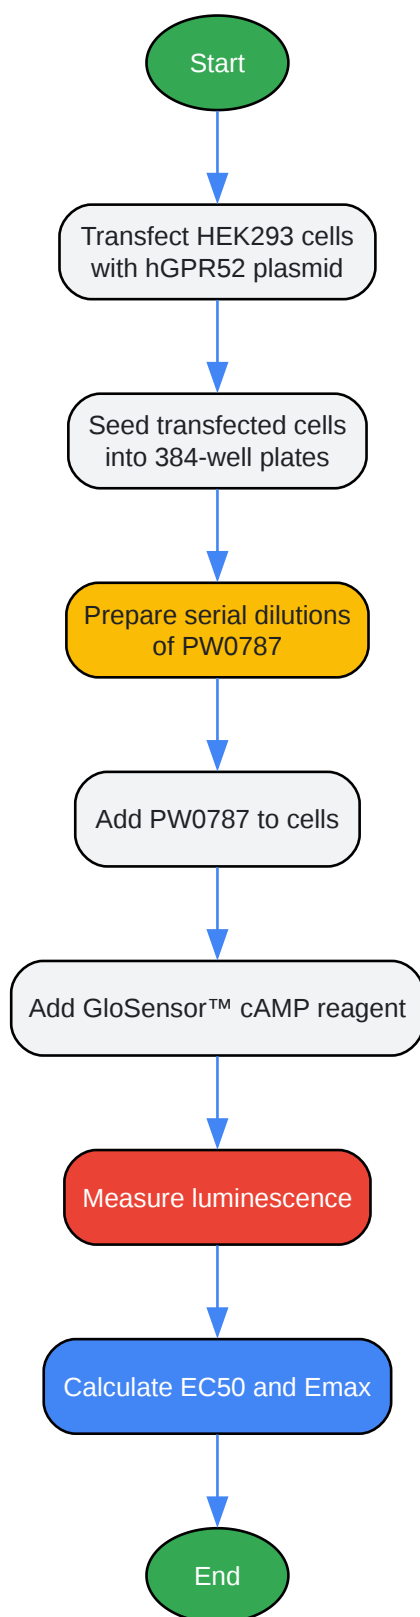 Start
Transfect HEK293 cells
with hGPR52 plasmid
Seed transfected cells
into 384-well plates
Prepare serial dilutions
of PW0787
Add PW0787 to cells
Add GloSensor™ cAMP reagent
Measure luminescence
Calculate EC50 and Emax
End